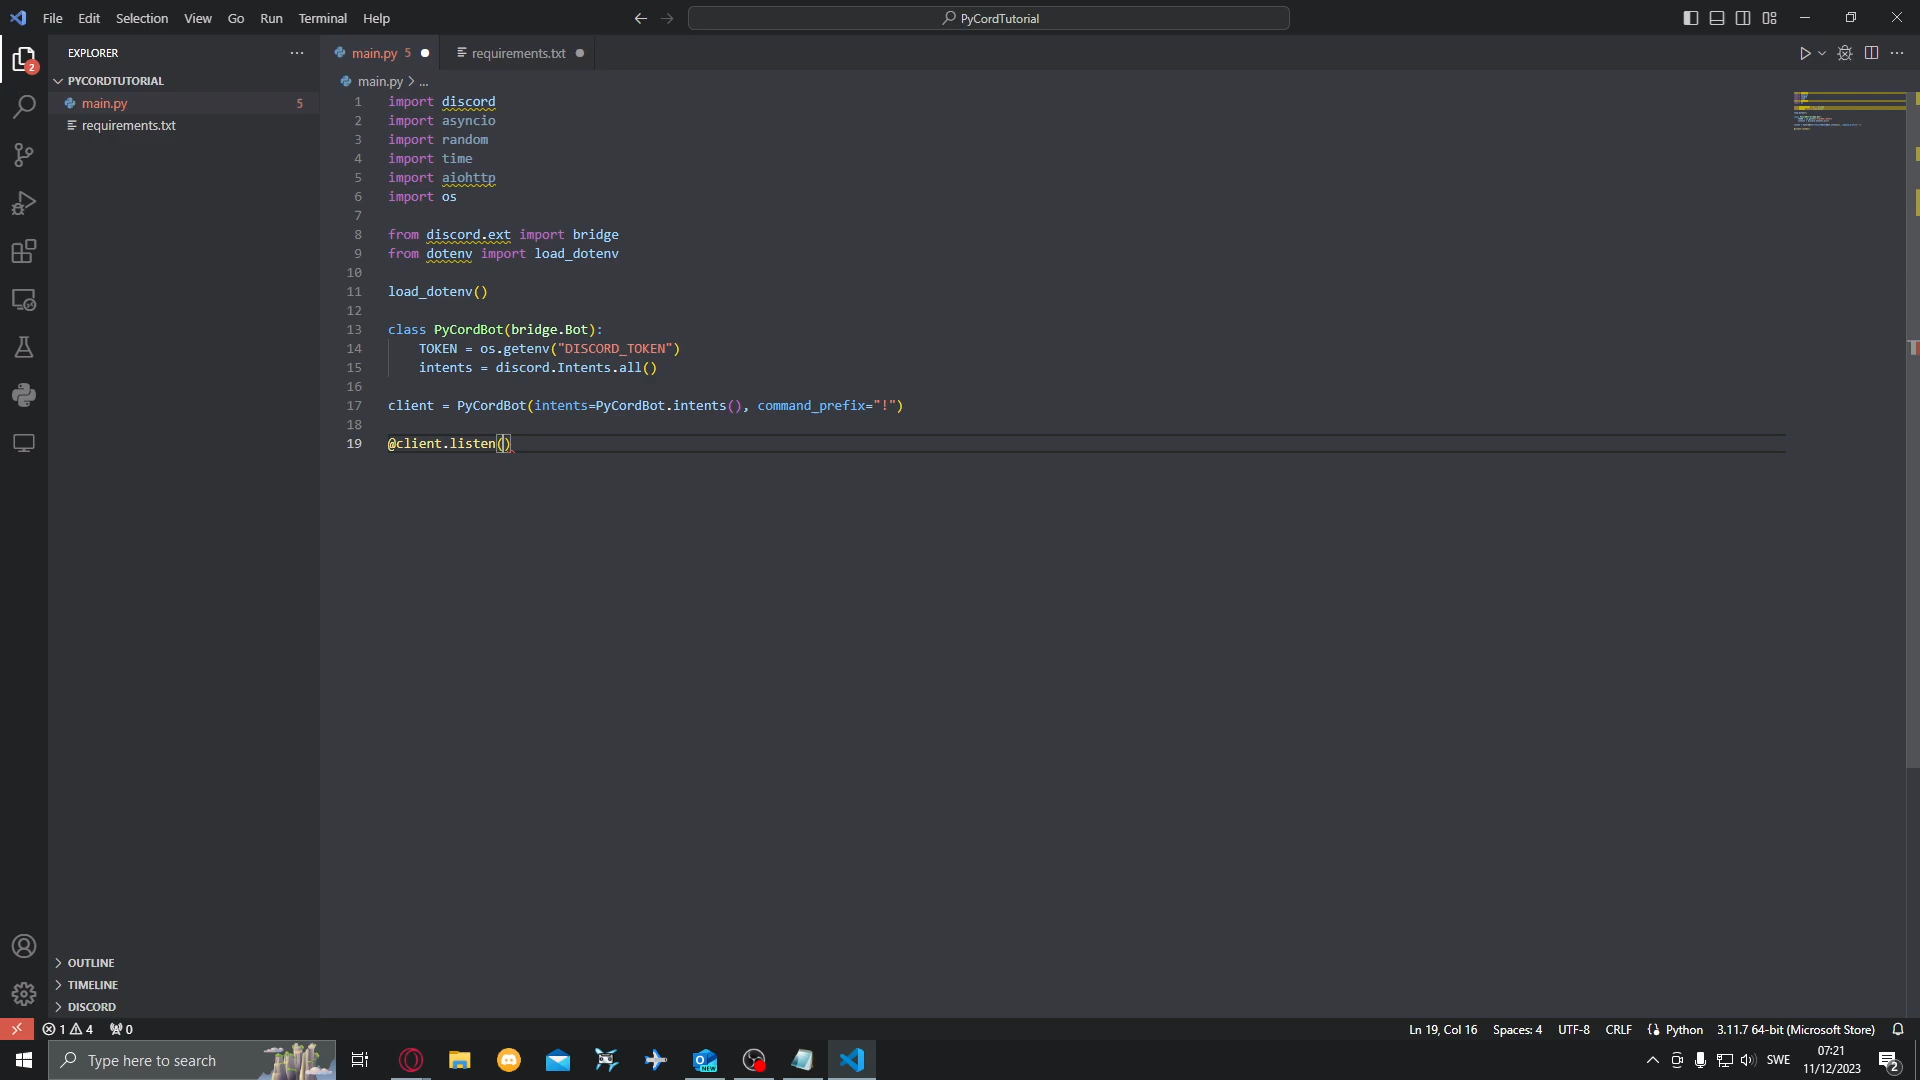 File Edit Selection View Go Run Terminal Help
PyCordTutorial
EXPLORER
PYCORDTUTORIAL
main.py 5
requirements.txt
2
main.py 5
requirements.txt
main.py > ...
1 import discord
2 import asyncio
3 import random
4 import time
5 import aiohttp
6 import os
7
8 from discord.ext import bridge
9 from dotenv import load_dotenv
10
11 load_dotenv()
12
13 class PyCordBot(bridge.Bot):
14 TOKEN = os.getenv("DISCORD_TOKEN")
15 intents = discord.Intents.all()
16
17 client = PyCordBot(intents=PyCordBot.intents(), command_prefix="!")
18
19 @client.listen()
OUTLINE
TIMELINE
DISCORD
1 4 0
Ln 19, Col 16 Spaces: 4 UTF-8 CRLF Python 3.11.7 64-bit (Microsoft Store)
Type here to search
NEW
SWE
07:21
11/12/2023
2